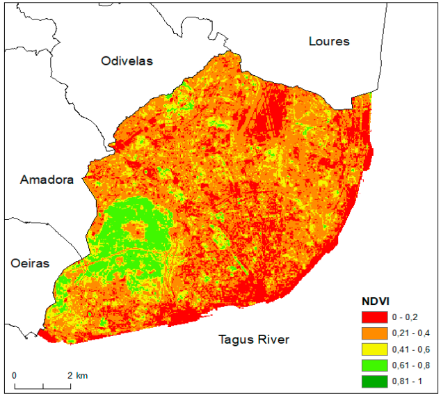 Loures
Odivelas
Amadora
Oeiras
NDVI
0 - 0,2
0,21 - 0,4
0,41 - 0,6
0,61 - 0,8
0,81 - 1
Tagus River
0 2 km